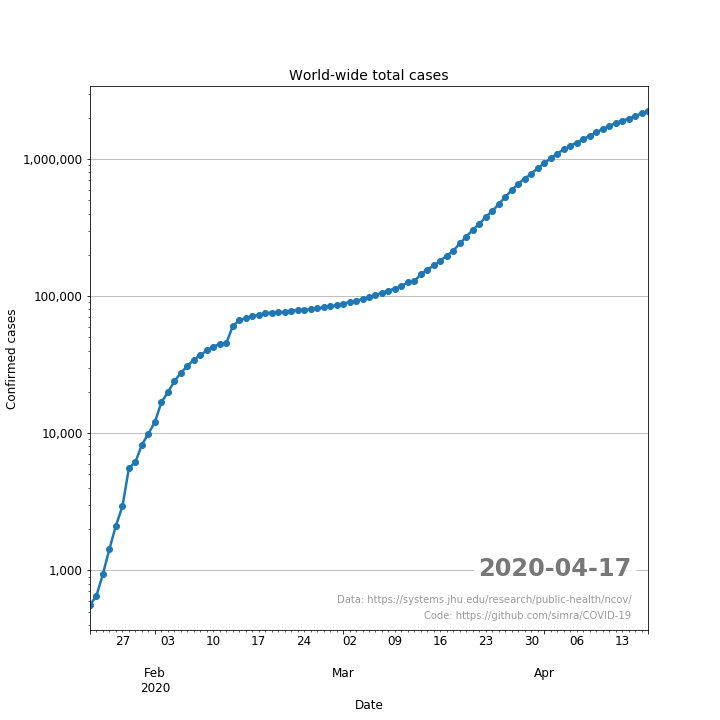 World-wide total cases
Confirmed cases
1,000,000
100,000
10,000
1,000
2020-04-17
Data: https://systems.jhu.edu/research/public-health/ncov/
Code: https://github.com/simra/COVID-19
27 03 10 17 24 02 09 16 23 30 06 13
Feb Mar Apr
2020
Date